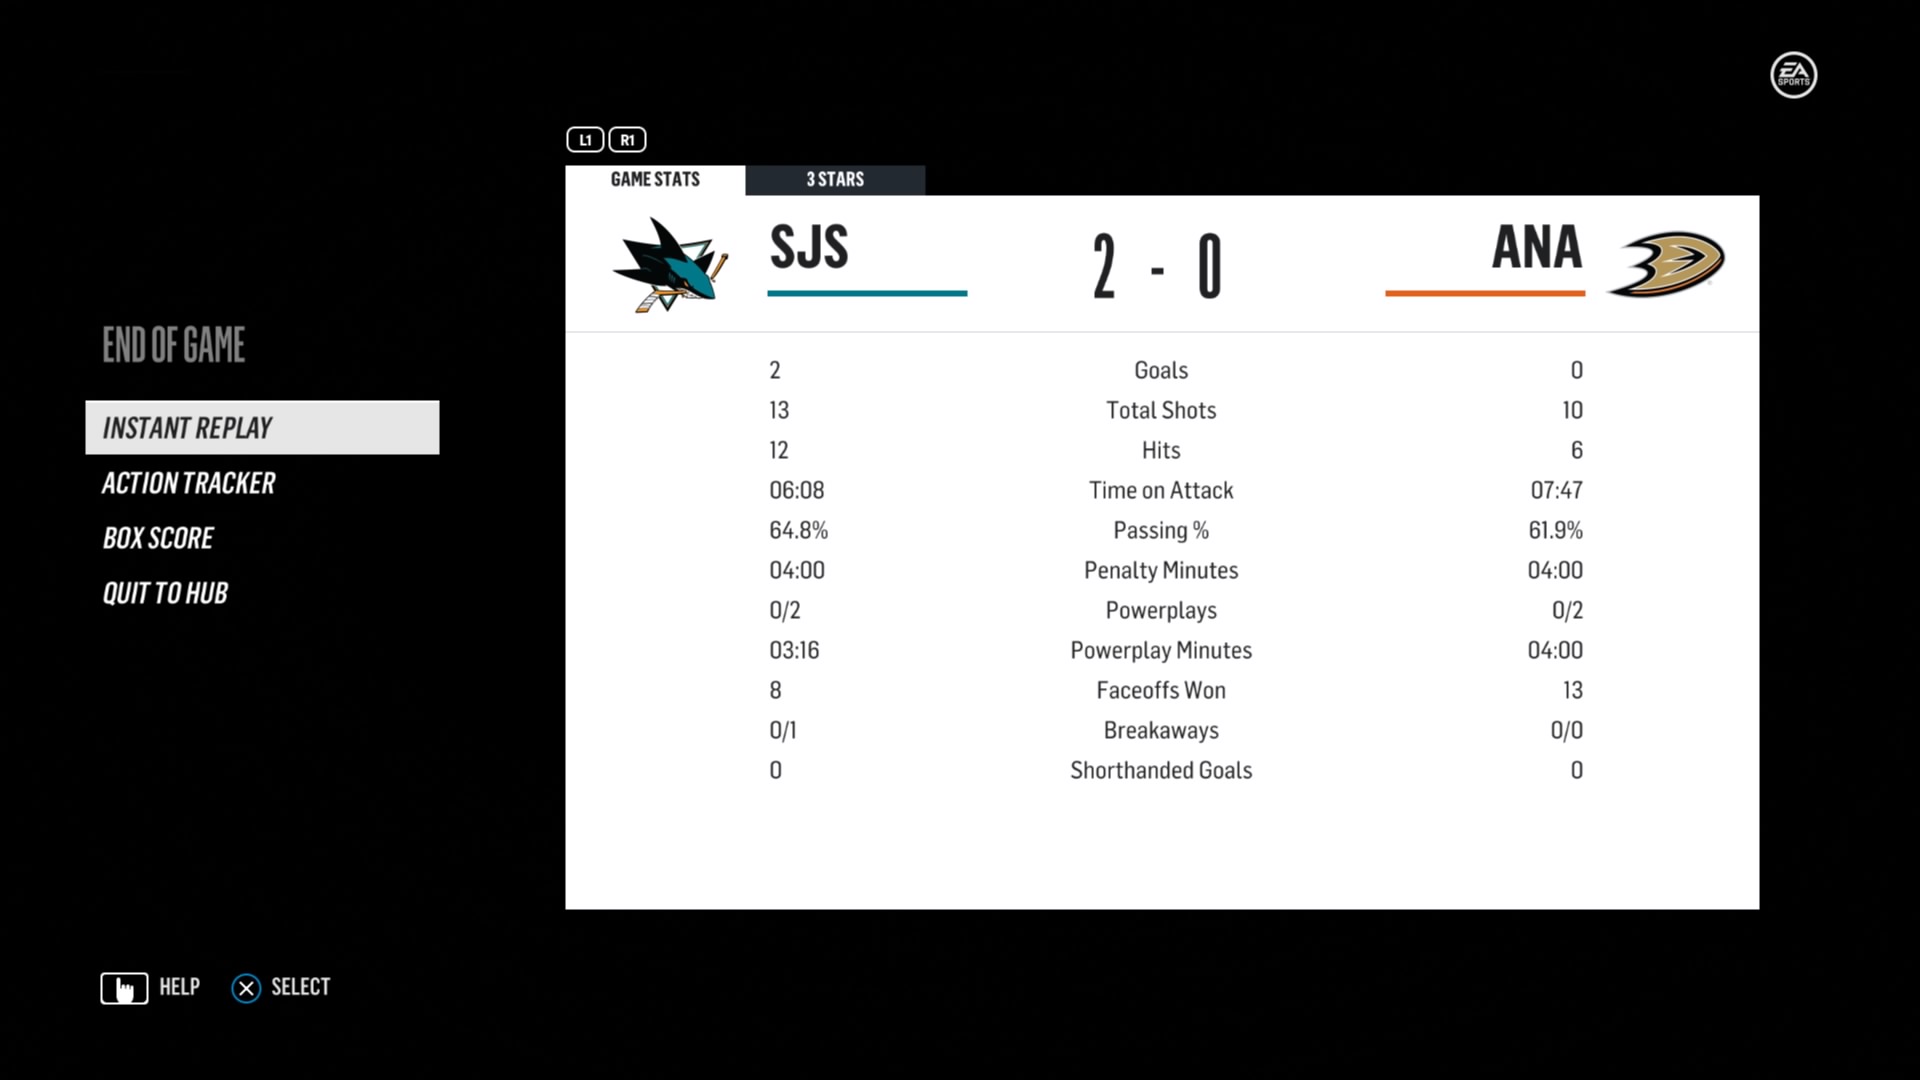 EA
SPORTS
L1 R1
GAME STATS 3 STARS
SJS 2 - 0 ANA
END OF GAME
INSTANT REPLAY
ACTION TRACKER
BOX SCORE
QUIT TO HUB
2 Goals 0
13 Total Shots 10
12 Hits 6
06:08 Time on Attack 07:47
64.8% Passing % 61.9%
04:00 Penalty Minutes 04:00
0/2 Powerplays 0/2
03:16 Powerplay Minutes 04:00
8 Faceoffs Won 13
0/1 Breakaways 0/0
0 Shorthanded Goals 0
HELP SELECT